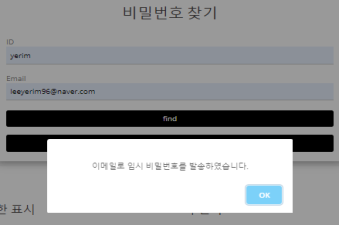 비밀번호 찾기
ID
yerim
Email
leeyerim96@naver.com
find
이메일로 임시 비밀번호를 발송하였습니다.
OK
한 표시